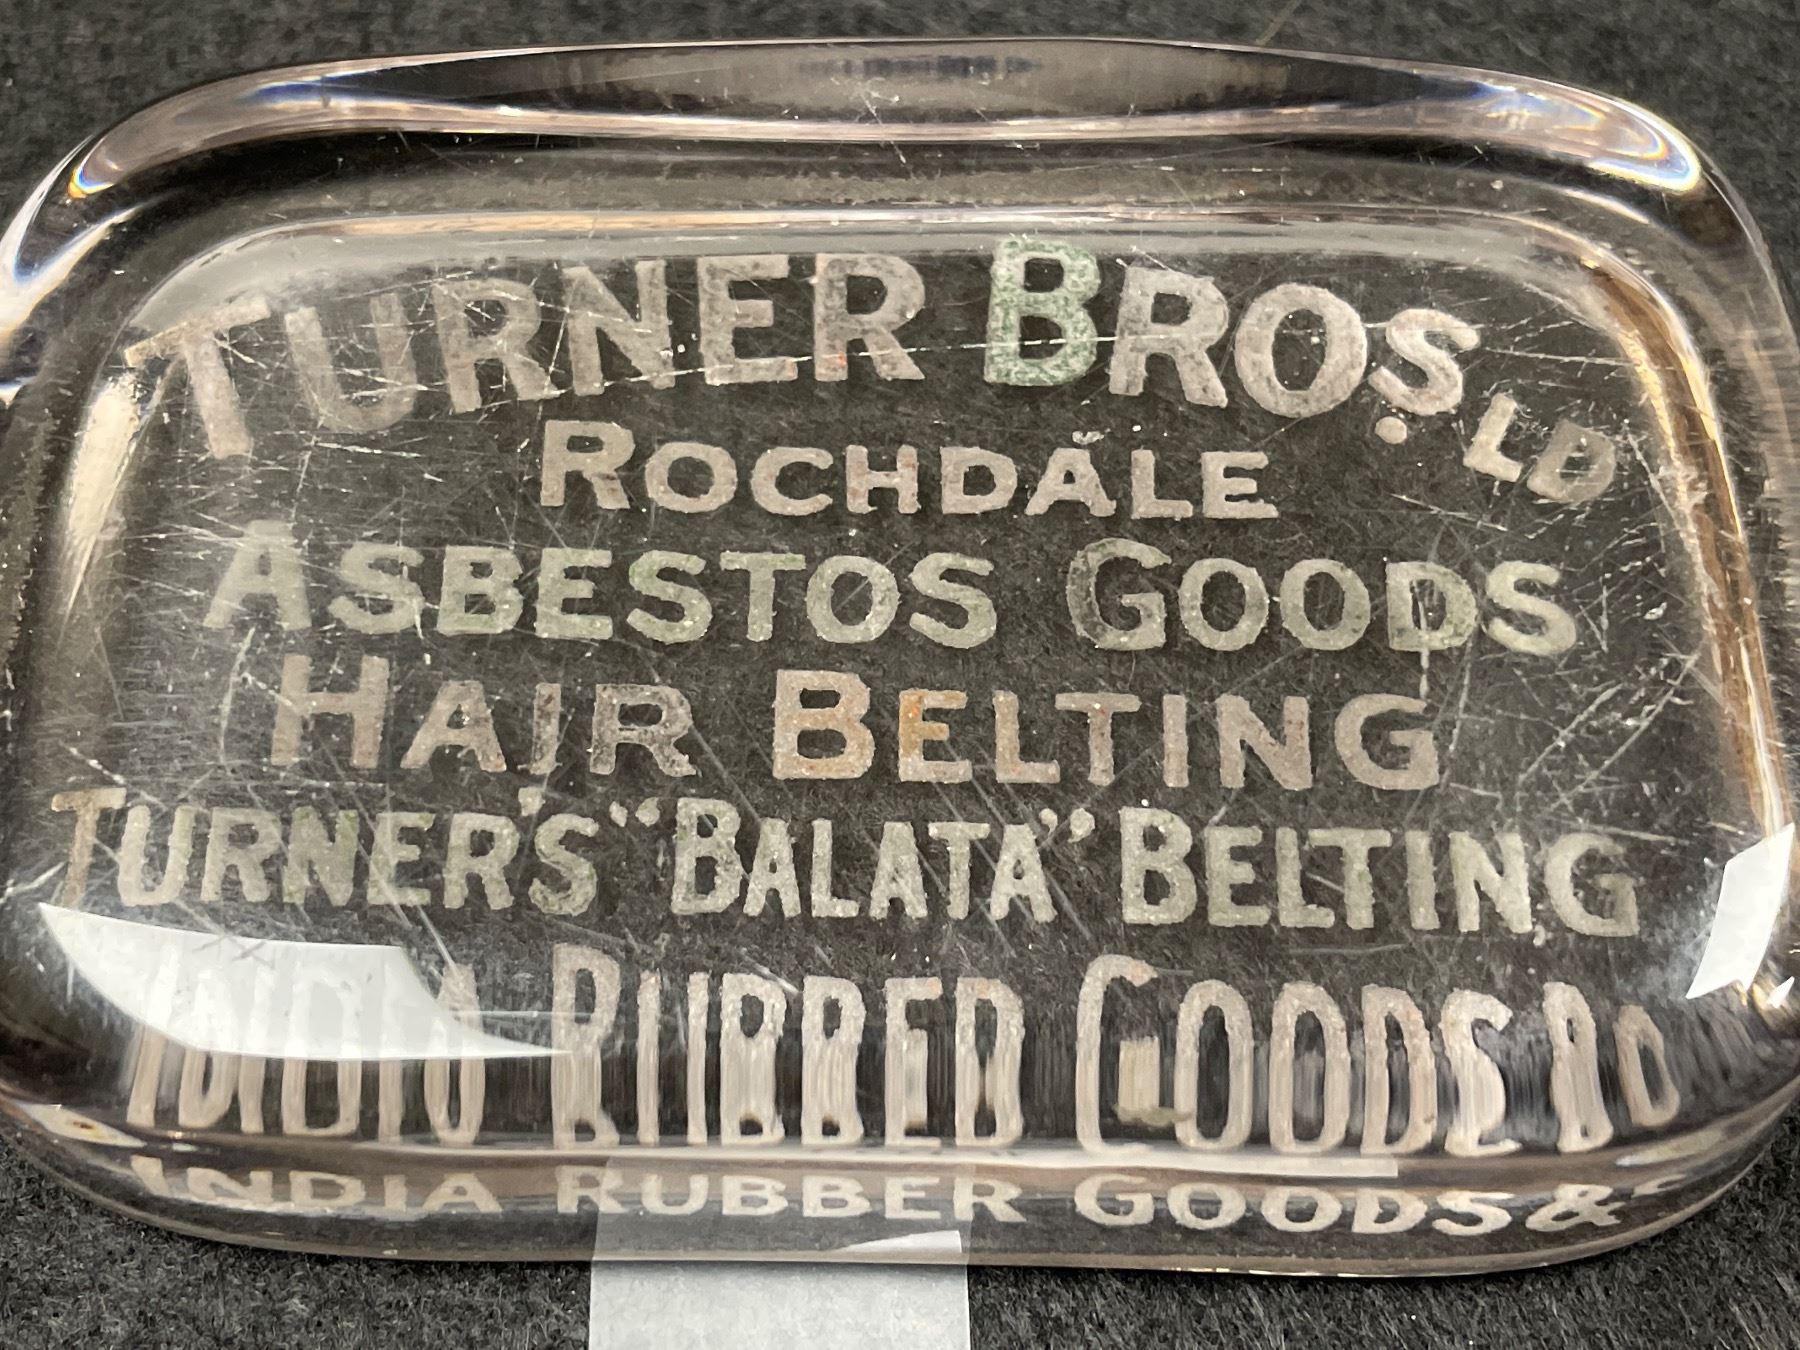 TURNER BROS. LD
ROCHDALE
ASBESTOS GOODS
HAIR BELTING
TURNER'S "BALATA" BELTING
INDIA RUBBER GOODS &c